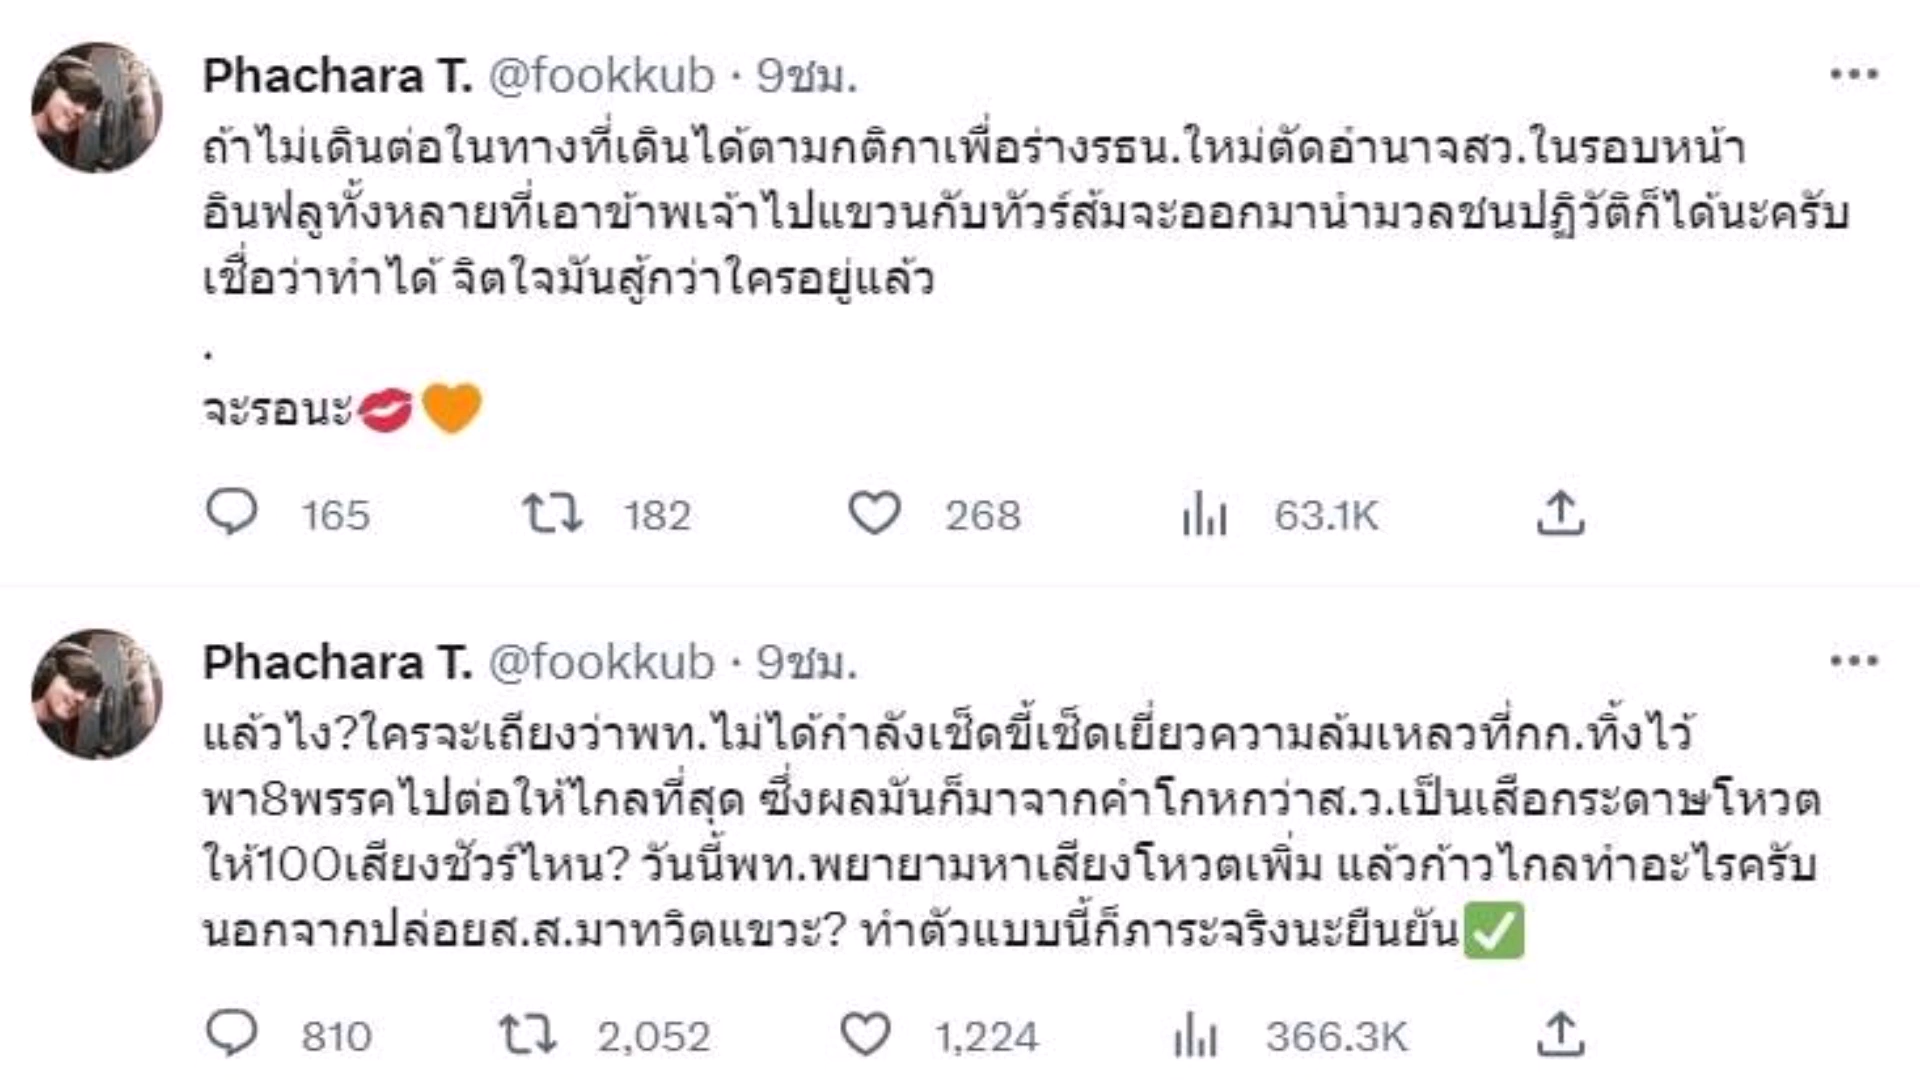 Phachara T. @fookkub · 9ชม.
ถ้าไม่เดินต่อในทางที่เดินได้ตามกติกาเพื่อร่างรธน.ใหม่ตัดอำนาจสว.ในรอบหน้า
อินฟลูทั้งหลายที่เอาข้าพเจ้าไปแขวนกับทัวร์ส้มจะออกมานำมวลชนปฏิวัติก็ได้นะครับ
เชื่อว่าทำได้ จิตใจมันสู้กว่าใครอยู่แล้ว
.
จะรอนะ💋🧡
165 182 268 63.1K
Phachara T. @fookkub · 9ชม.
แล้วไง?ใครจะเถียงว่าพท.ไม่ได้กำลังเช็ดขี้เช็ดเยี่ยวความล้มเหลวที่กก.ทิ้งไว้
พา8พรรคไปต่อให้ไกลที่สุด ซึ่งผลมันก็มาจากคำโกหกว่าส.ว.เป็นเสือกระดาษโหวต
ให้100เสียงชัวร์ไหน? วันนี้พท.พยายามหาเสียงโหวตเพิ่ม แล้วก้าวไกลทำอะไรครับ
นอกจากปล่อยส.ส.มาทวิตแขวะ? ทำตัวแบบนี้ก็ภาระจริงนะยืนยัน✅
810 2,052 1,224 366.3K